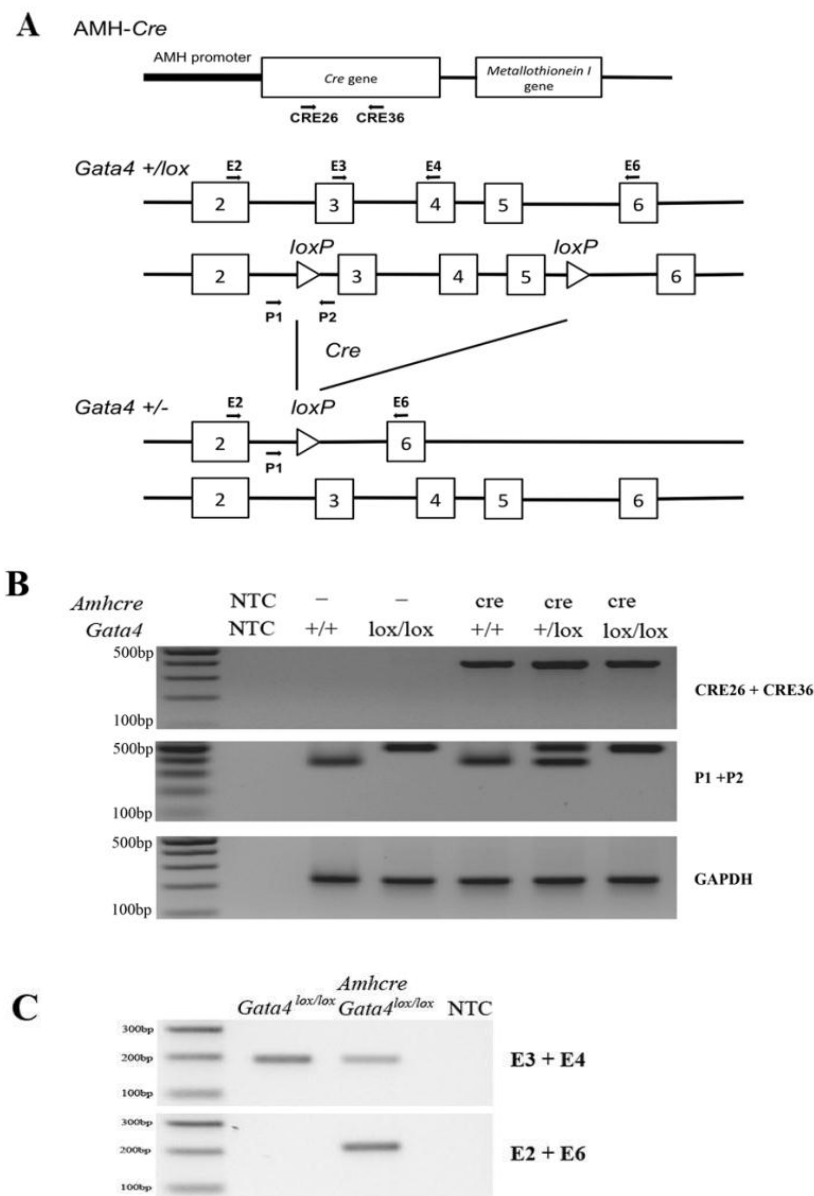 A
AMH-Cre
AMH promoter
Cre gene
Metallothionein I
gene
CRE26 CRE36
Gata4 +/lox
E2 E3 E4 E6
2 3 4 5 6
loxP loxP
2 3 4 5 6
P1 P2
Cre
Gata4 +/-
E2 loxP E6
2 6
P1
2 3 4 5 6
B
Amhcre NTC – – cre cre cre
Gata4 NTC +/+ lox/lox +/+ +/lox lox/lox
500bp
CRE26 + CRE36
100bp
500bp
P1 +P2
100bp
500bp
GAPDH
100bp
C
Amhcre
Gata4 lox/lox Gata4 lox/lox NTC
300bp
200bp E3 + E4
100bp
300bp
200bp E2 + E6
100bp